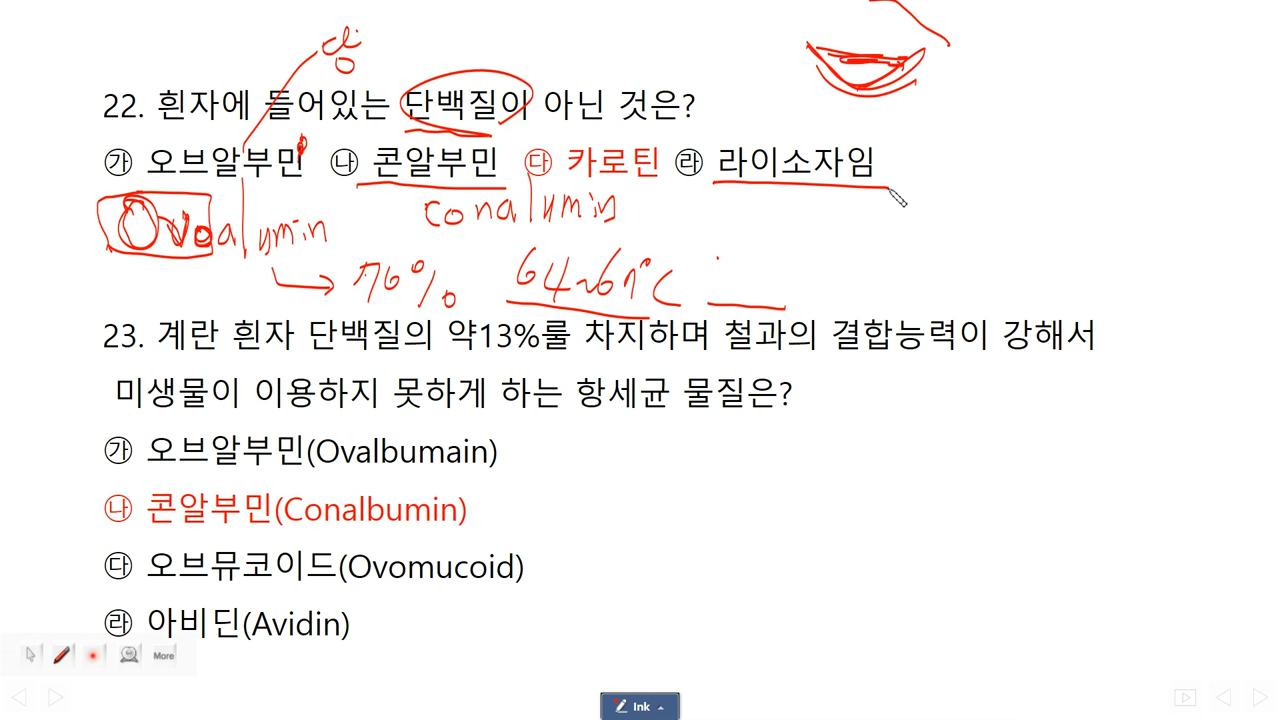 당
22. 흰자에 들어있는 단백질이 아닌 것은?
㉮ 오브알부민 ㉯ 콘알부민 ㉰ 카로틴 ㉱ 라이소자임
conalumin
Ovoalumin
76% 64~67°C
23. 계란 흰자 단백질의 약13%를 차지하며 철과의 결합능력이 강해서
미생물이 이용하지 못하게 하는 항세균 물질은?
㉮ 오브알부민(Ovalbumain)
㉯ 콘알부민(Conalbumin)
㉰ 오브뮤코이드(Ovomucoid)
㉱ 아비딘(Avidin)
More
Ink